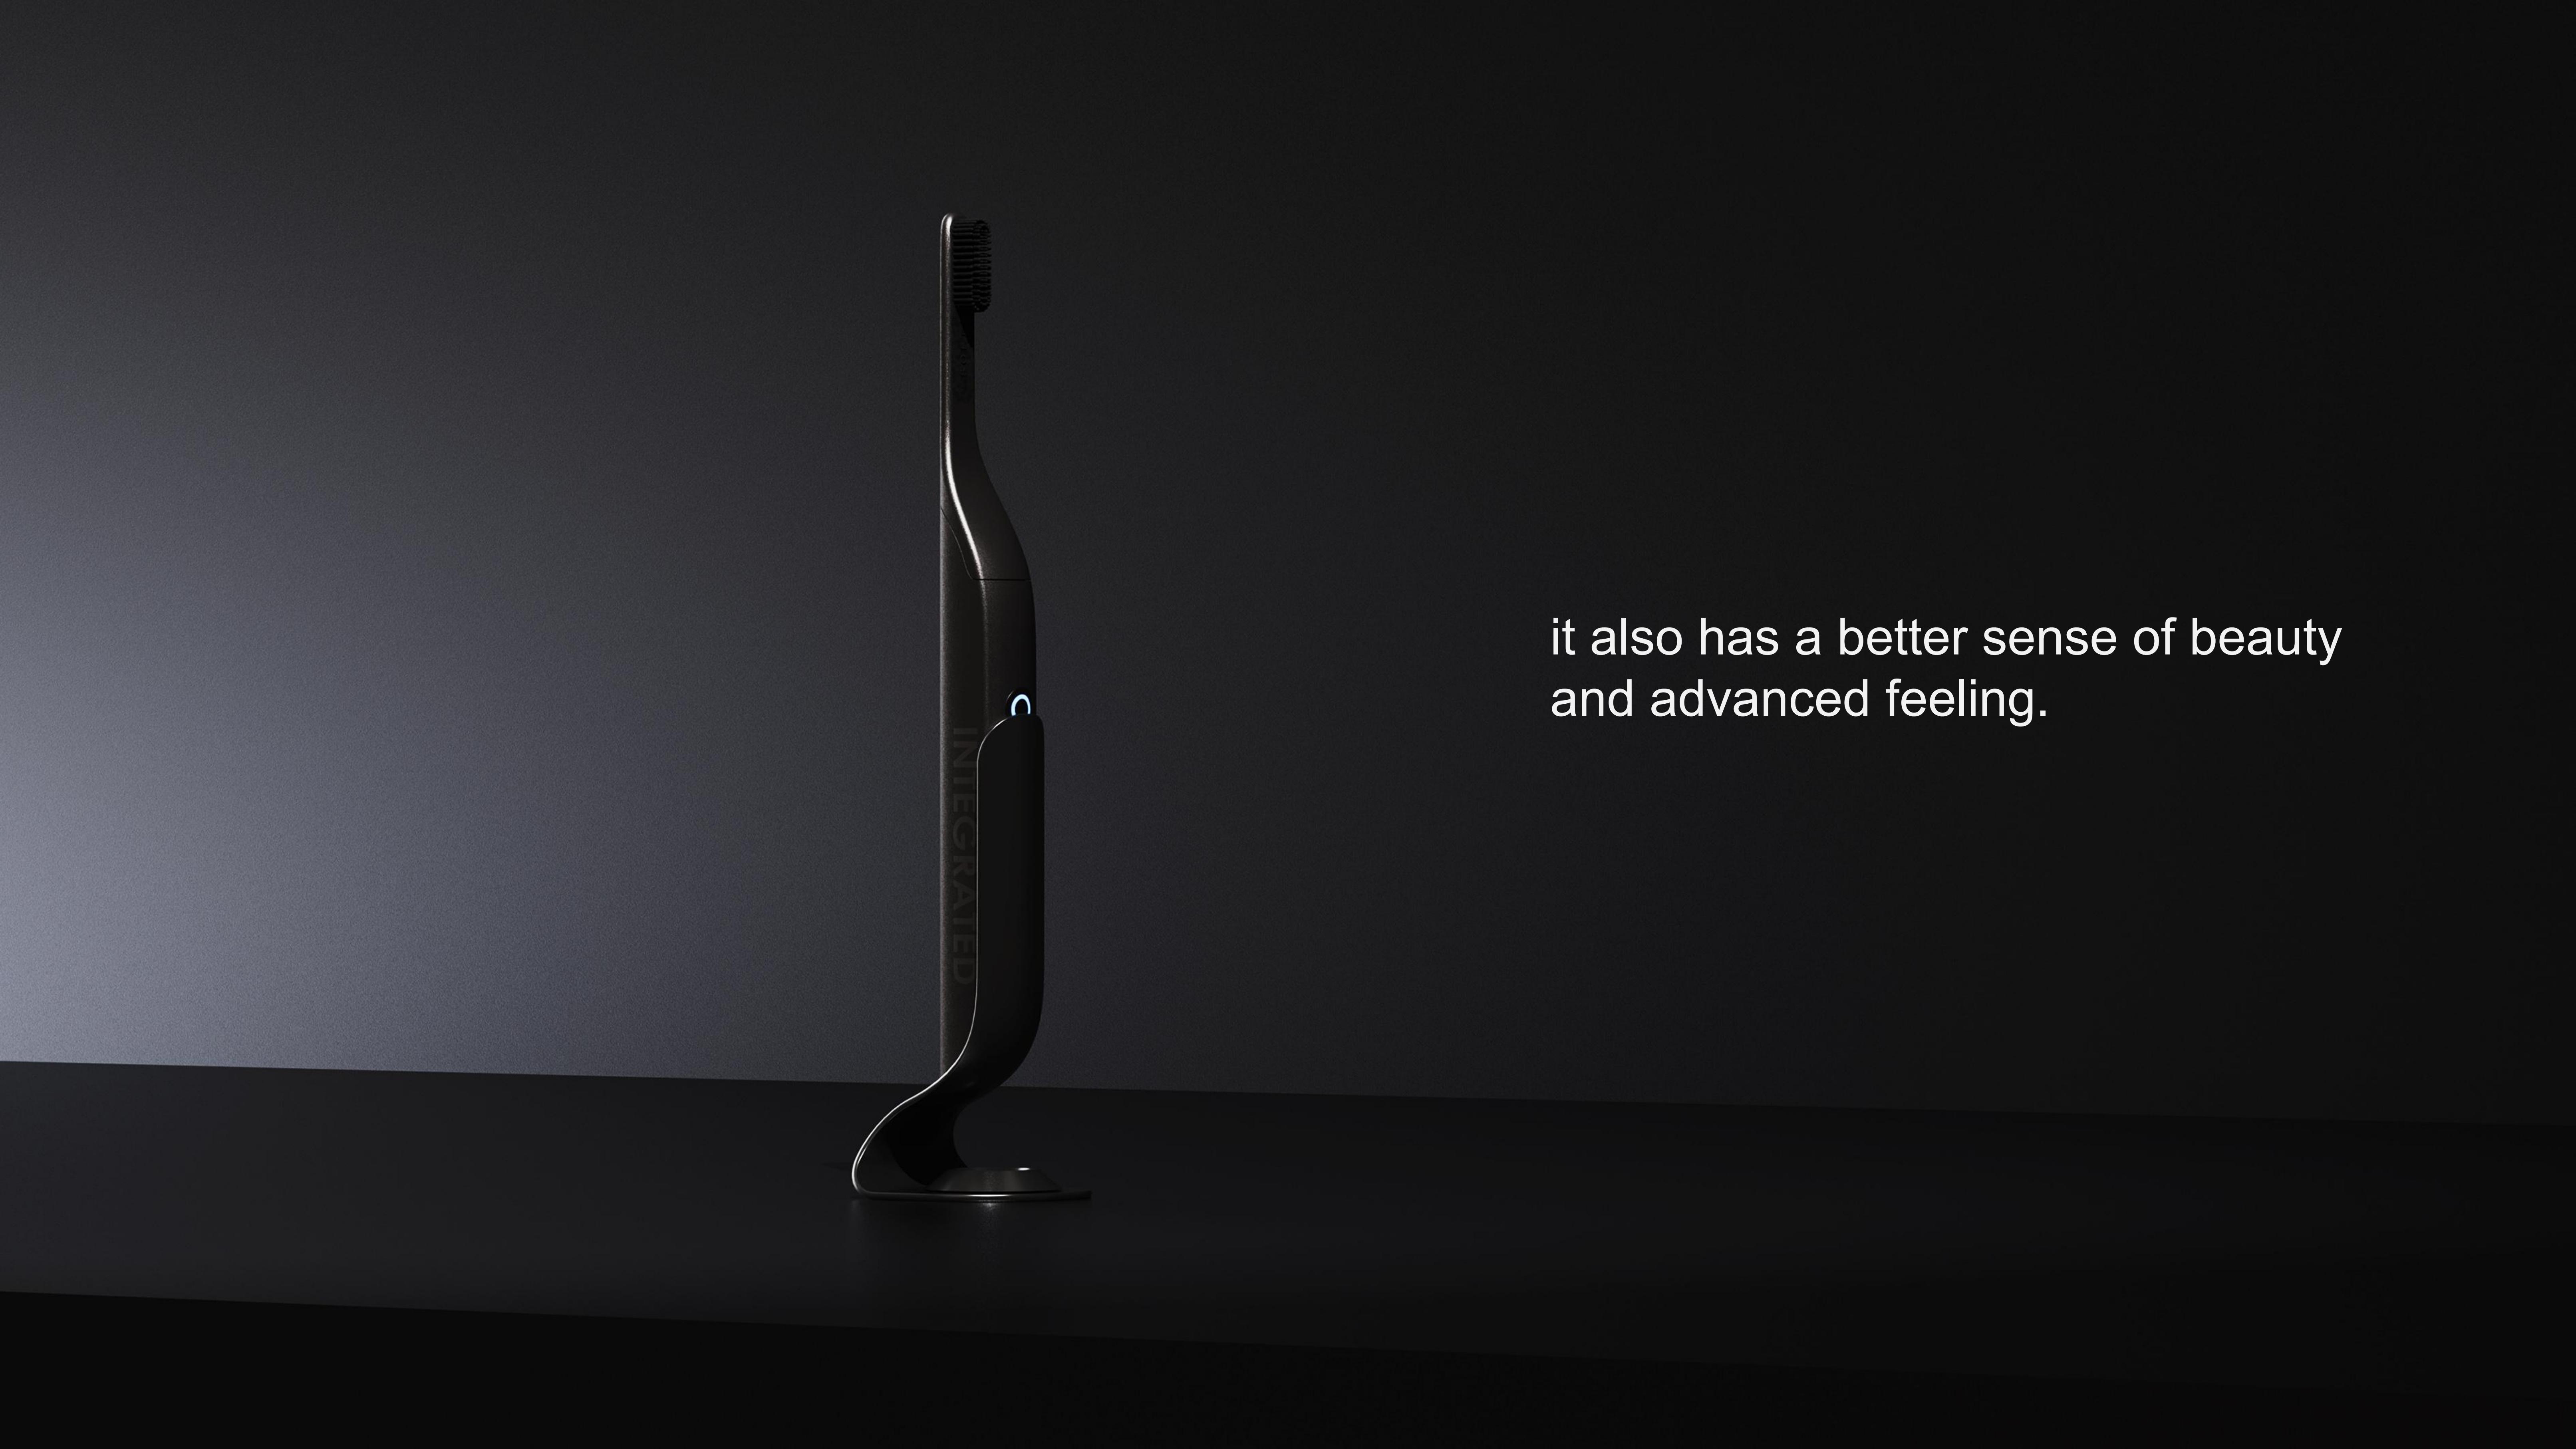 INTEGRATED
it also has a better sense of beauty
and advanced feeling.